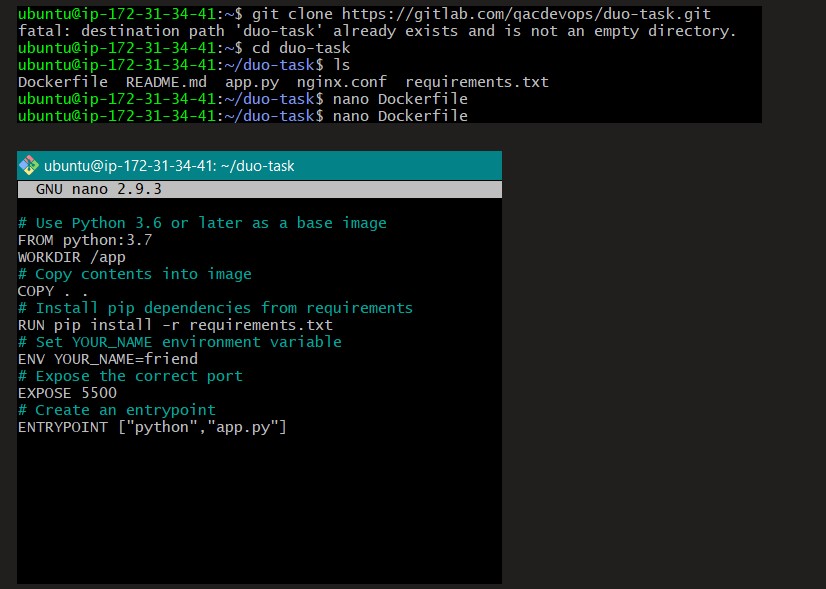 ubuntu@ip-172-31-34-41:~$ git clone https://gitlab.com/qacdevops/duo-task.git
fatal: destination path 'duo-task' already exists and is not an empty directory.
ubuntu@ip-172-31-34-41:~$ cd duo-task
ubuntu@ip-172-31-34-41:~/duo-task$ ls
Dockerfile  README.md  app.py  nginx.conf  requirements.txt
ubuntu@ip-172-31-34-41:~/duo-task$ nano Dockerfile
ubuntu@ip-172-31-34-41:~/duo-task$ nano Dockerfile
ubuntu@ip-172-31-34-41: ~/duo-task
GNU nano 2.9.3
# Use Python 3.6 or later as a base image
FROM python:3.7
WORKDIR /app
# Copy contents into image
COPY . .
# Install pip dependencies from requirements
RUN pip install -r requirements.txt
# Set YOUR_NAME environment variable
ENV YOUR_NAME=friend
# Expose the correct port
EXPOSE 5500
# Create an entrypoint
ENTRYPOINT ["python","app.py"]